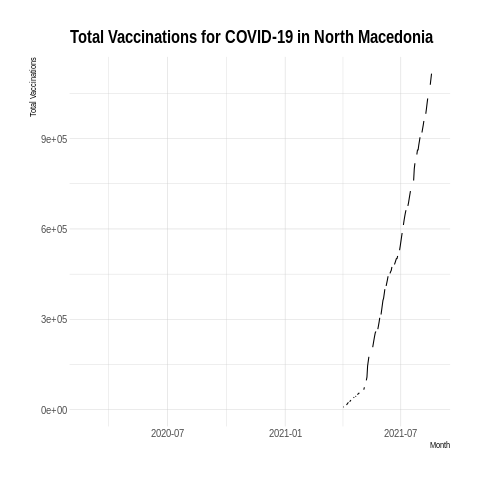 Total Vaccinations for COVID-19 in North Macedonia
Total Vaccinations
9e+05
6e+05
3e+05
0e+00
2020-07
2021-01
2021-07
Month